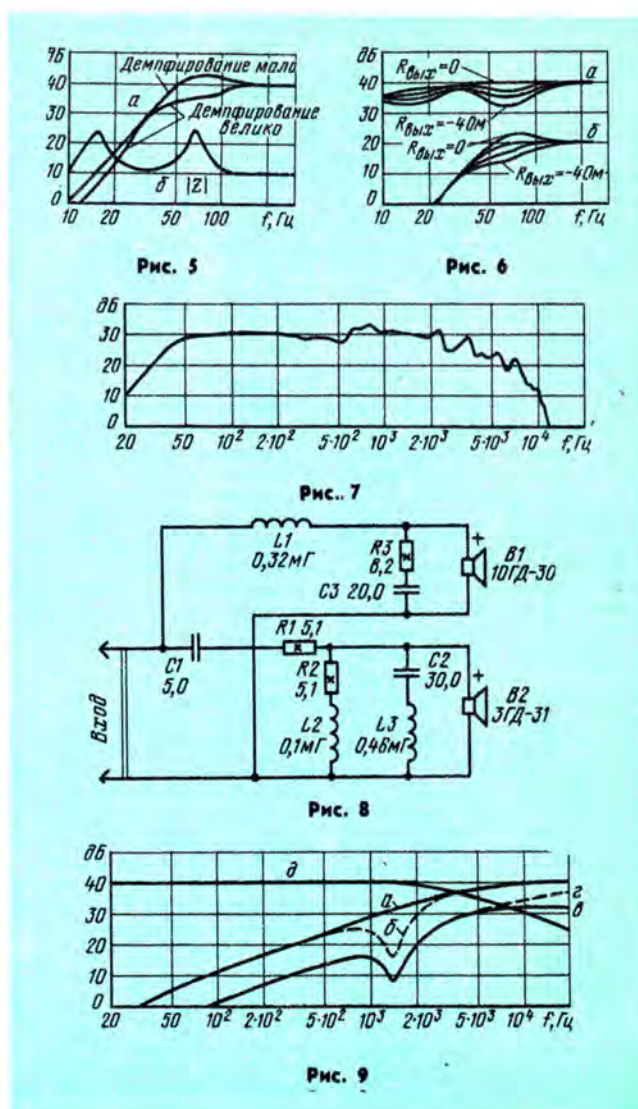 дб
40
30
20
10
0
Демпфирование мало
а
Демпфирование
велико
б |Z|
10 20 50 100 f, Гц
Рис. 5
дб
40
30
20
10
0
Rвых=0
а
Rвых=-4Ом
б
Rвых=0
Rвых=-4Ом
10 20 50 100 f, Гц
Рис. 6
дб
30
20
10
0
20 50 10² 2·10² 5·10² 10³ 2·10³ 5·10³ 10⁴ f, Гц
Рис. 7
L1
0,32мГ
R3
8,2
C3 20,0
+
В1
10ГД-30
Вход
C1
5,0
R1 5,1
R2
5,1
L2
0,1мГ
C2
30,0
L3
0,46мГ
+
В2
3ГД-31
Рис. 8
дб
40
30
20
10
0
д
а
б
г
в
20 50 10² 2·10² 5·10² 10³ 2·10³ 5·10³ 10⁴ f, Гц
Рис. 9